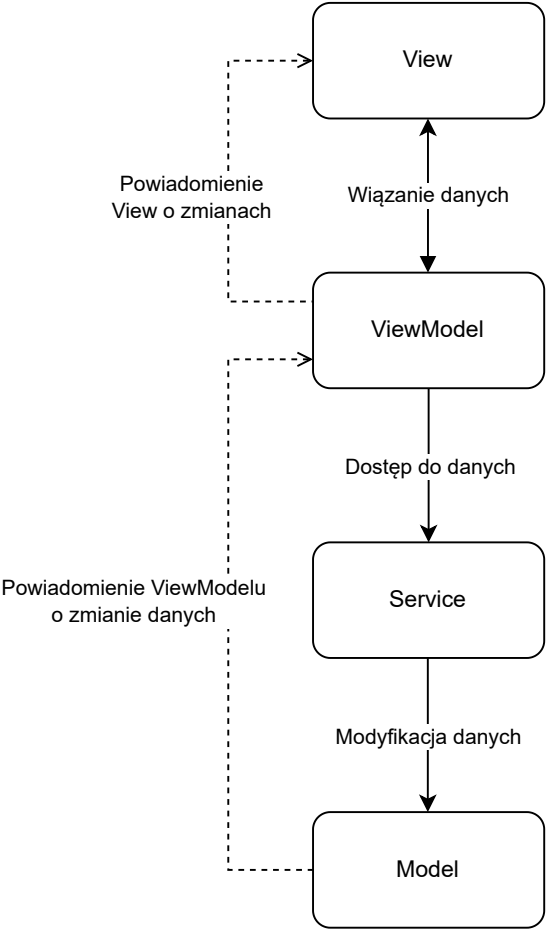 View
Powiadomienie
View o zmianach
Wiązanie danych
ViewModel
Dostęp do danych
Service
Powiadomienie ViewModelu
o zmianie danych
Modyfikacja danych
Model